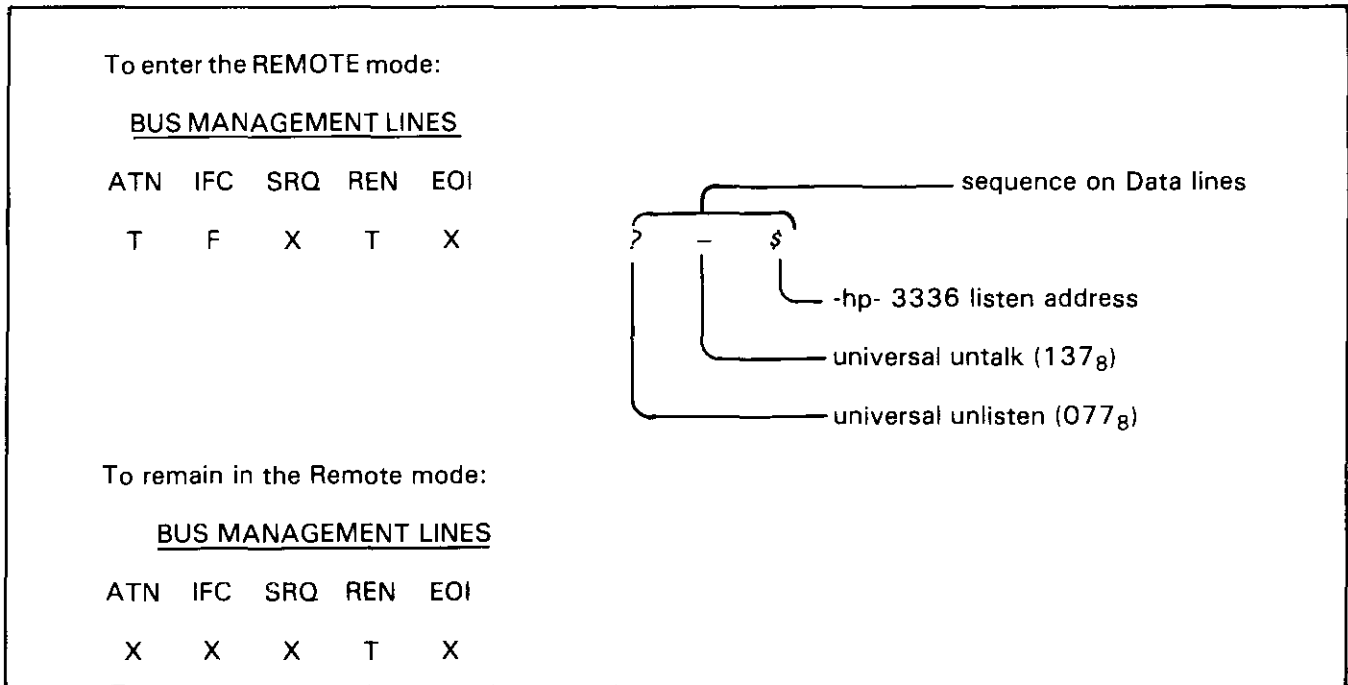 To enter the REMOTE mode:
BUS MANAGEMENT LINES
ATN IFC SRQ REN EOI
T F X T X
sequence on Data lines
? – $
-hp- 3336 listen address
universal untalk (137₈)
universal unlisten (077₈)
To remain in the Remote mode:
BUS MANAGEMENT LINES
ATN IFC SRQ REN EOI
X X X T X